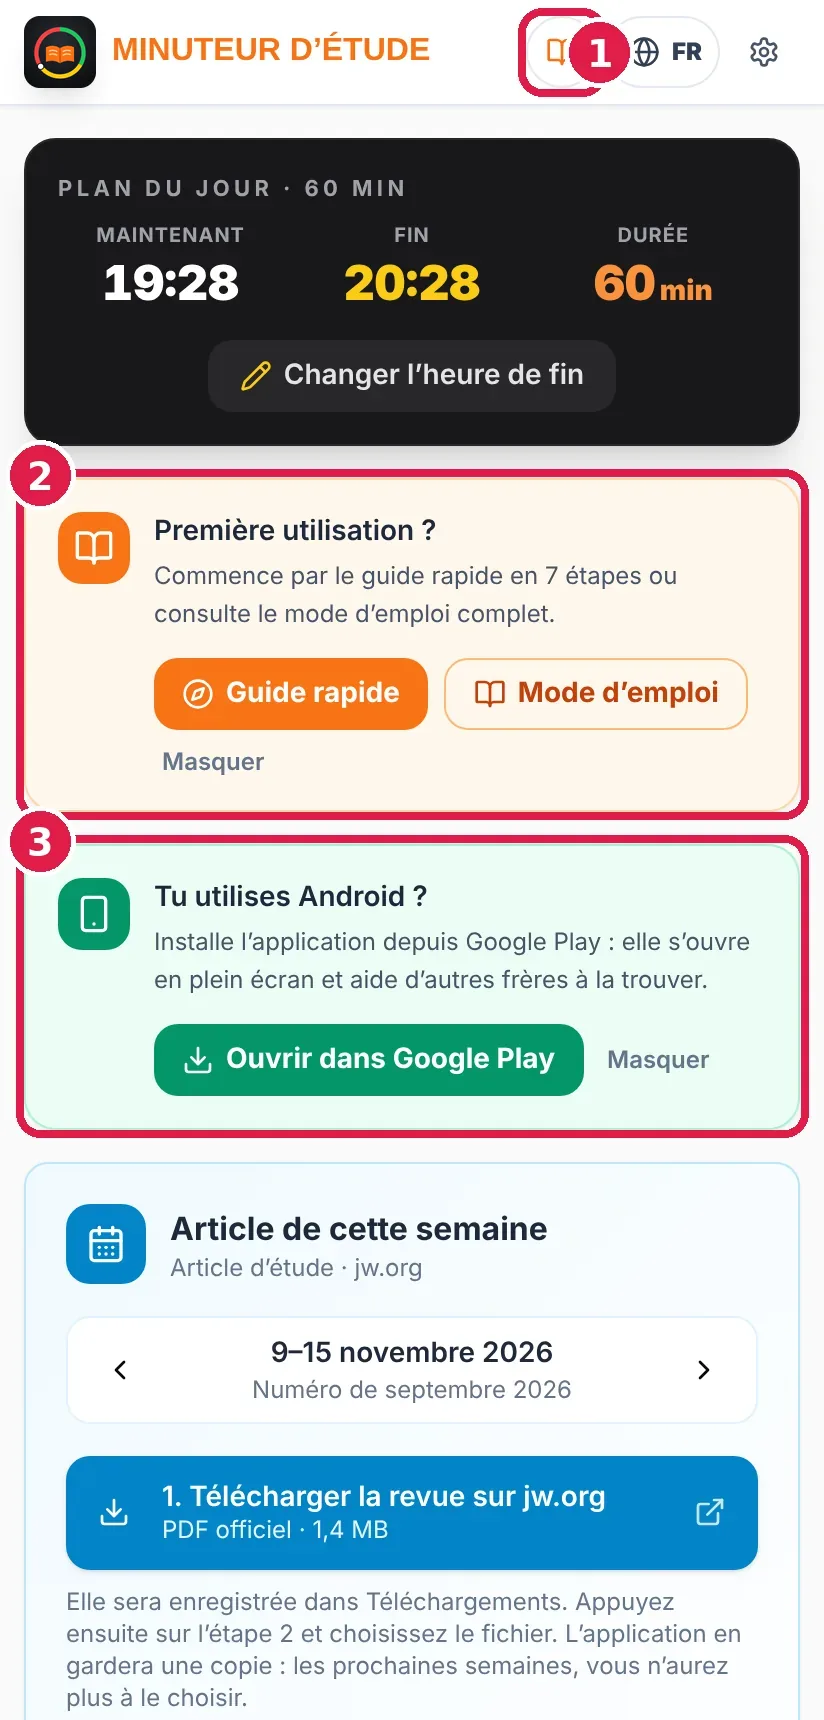 MINUTEUR D’ÉTUDE
1
FR
PLAN DU JOUR · 60 MIN
MAINTENANT
FIN
DURÉE
19:28
20:28
60 min
Changer l’heure de fin
2
Première utilisation ?
Commence par le guide rapide en 7 étapes ou
consulte le mode d’emploi complet.
Guide rapide
Mode d’emploi
Masquer
3
Tu utilises Android ?
Installe l’application depuis Google Play : elle s’ouvre
en plein écran et aide d’autres frères à la trouver.
Ouvrir dans Google Play
Masquer
Article de cette semaine
Article d’étude · jw.org
9–15 novembre 2026
Numéro de septembre 2026
1. Télécharger la revue sur jw.org
PDF officiel · 1,4 MB
Elle sera enregistrée dans Téléchargements. Appuyez
ensuite sur l’étape 2 et choisissez le fichier. L’application en
gardera une copie : les prochaines semaines, vous n’aurez
plus à le choisir.